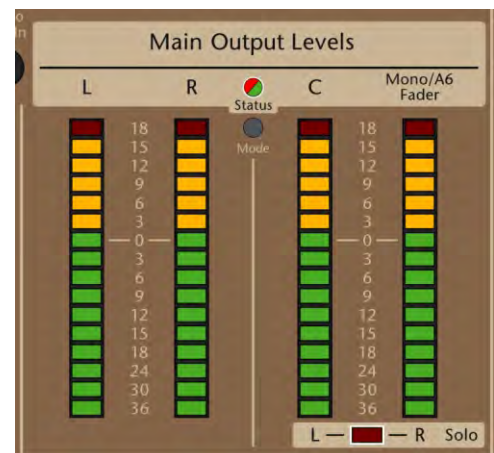 o
in
Main Output Levels
L R C Mono/A6
Fader
Status
Mode
18 18
15 15
12 12
9 9
6 6
3 3
0 0
3 3
6 6
9 9
12 12
15 15
18 18
24 24
30 30
36 36
L R Solo